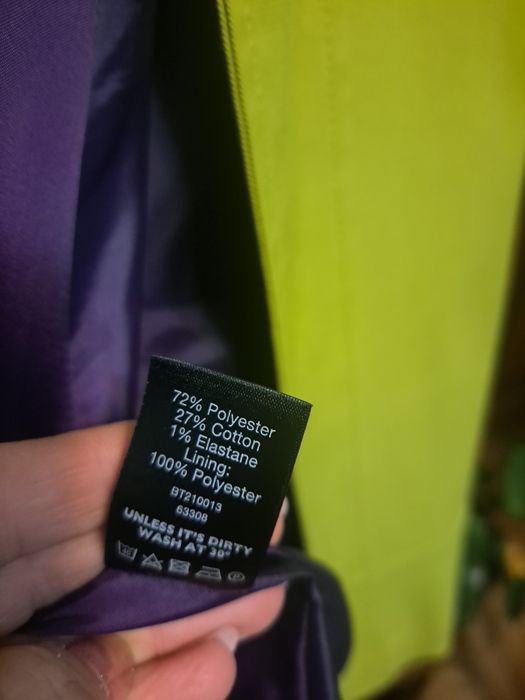 72% Polyester
27% Cotton
1% Elastane
Lining:
100% Polyester
BT210013
63308
UNLESS IT'S DIRTY
WASH AT 30°